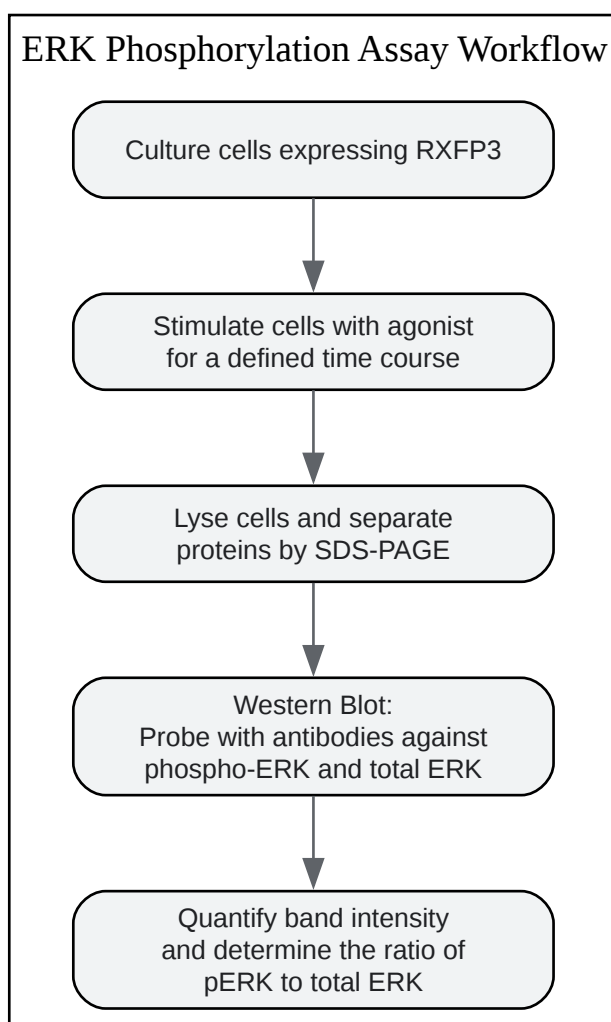 ERK Phosphorylation Assay Workflow
Culture cells expressing RXFP3
Stimulate cells with agonist
for a defined time course
Lyse cells and separate
proteins by SDS-PAGE
Western Blot:
Probe with antibodies against
phospho-ERK and total ERK
Quantify band intensity
and determine the ratio of
pERK to total ERK